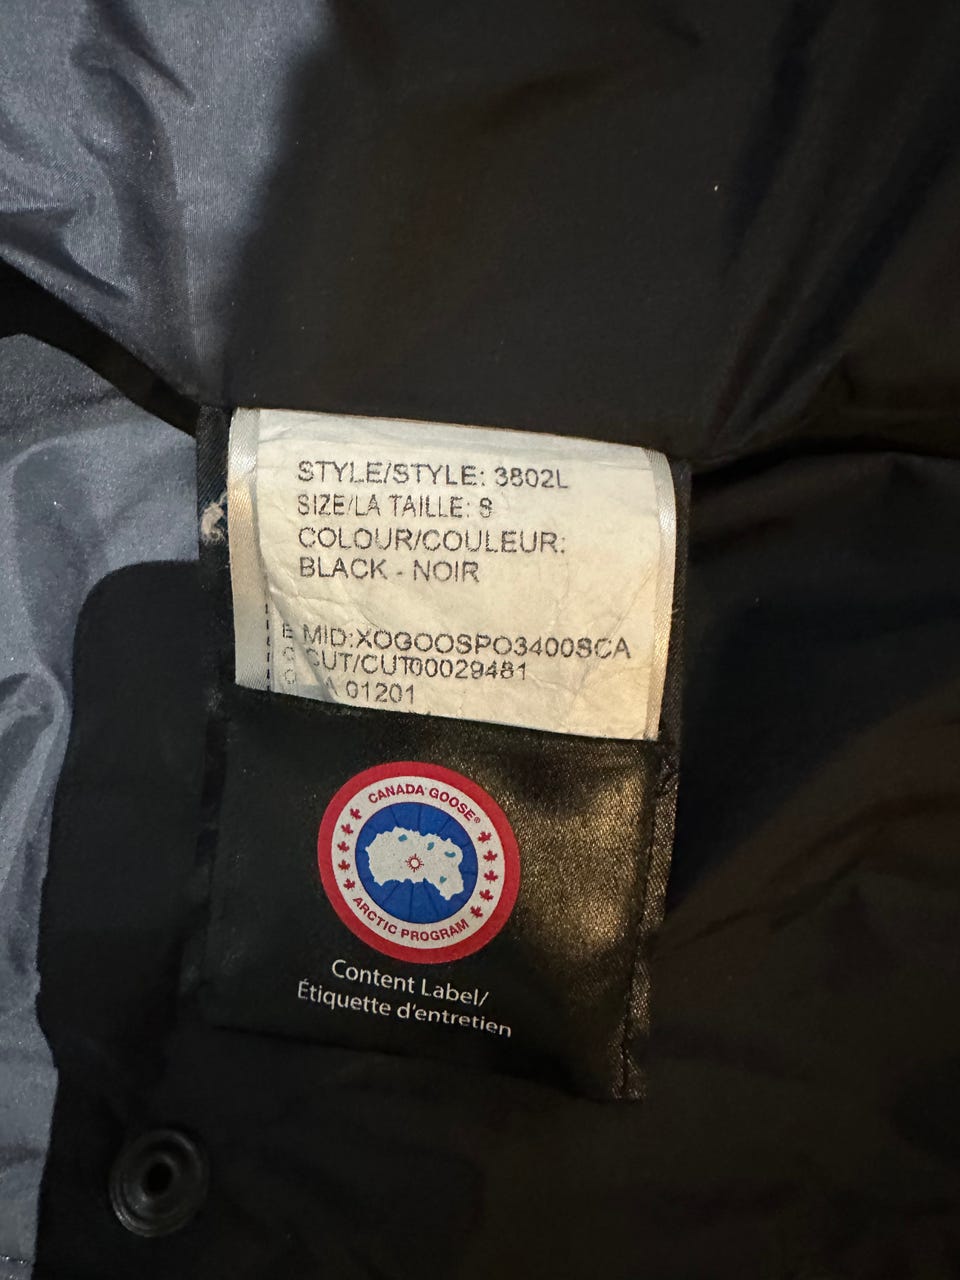 STYLE/STYLE: 3802L
SIZE/LA TAILLE: S
COLOUR/COULEUR:
BLACK - NOIR
MID:XOGOOSPO3400SCA
CUT/CUT00029481
A 01201
CANADA GOOSE®
ARCTIC PROGRAM
Content Label/
Étiquette d'entretien